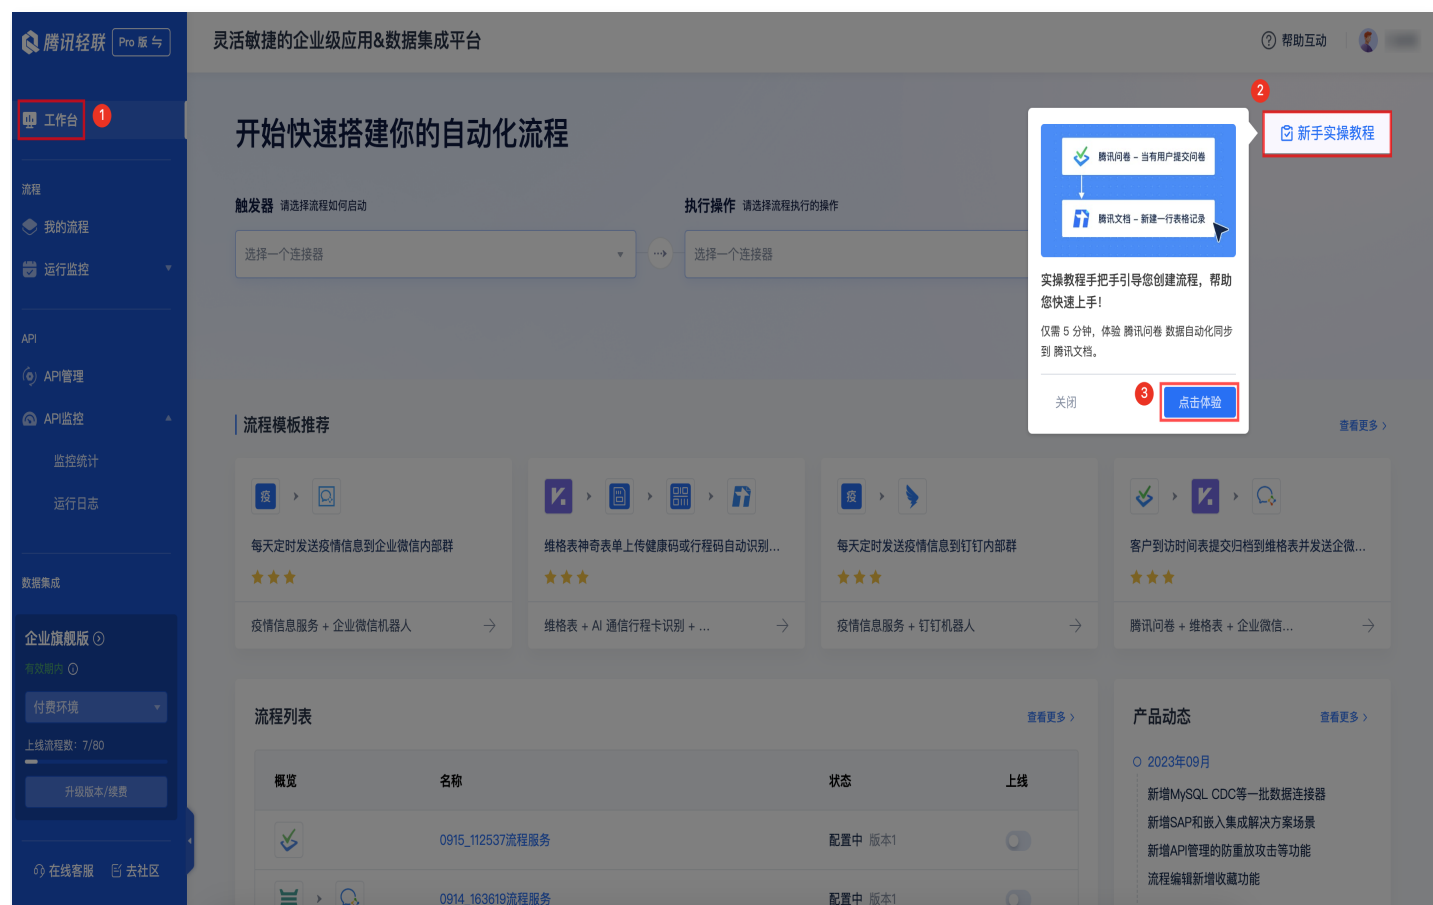 腾讯轻联 Pro 版
灵活敏捷的企业级应用&数据集成平台
帮助互动
工作台
1
流程
我的流程
运行监控
API
API管理
API监控
监控统计
运行日志
数据集成
企业旗舰版
有效期内
付费环境
上线流程数：7/80
升级版本/续费
在线客服
去社区
开始快速搭建你的自动化流程
2
新手实操教程
触发器 请选择流程如何启动
选择一个连接器
执行操作 请选择流程执行的操作
选择一个连接器
腾讯问卷 – 当有用户提交问卷
腾讯文档 – 新建一行表格记录
实操教程手把手引导您创建流程，帮助
您快速上手！
仅需 5 分钟，体验 腾讯问卷 数据自动化同步
到 腾讯文档。
关闭
3
点击体验
流程模板推荐
查看更多
疫
每天定时发送疫情信息到企业微信内部群
疫情信息服务 + 企业微信机器人
维格表神奇表单上传健康码或行程码自动识别...
维格表 + AI 通信行程卡识别 + ...
疫
每天定时发送疫情信息到钉钉内部群
疫情信息服务 + 钉钉机器人
客户到访时间表提交归档到维格表并发送企微...
腾讯问卷 + 维格表 + 企业微信...
流程列表
查看更多
概览 名称 状态 上线
0915_112537流程服务 配置中 版本1
0914_163619流程服务 配置中 版本1
产品动态
查看更多
2023年09月
新增MySQL CDC等一批数据连接器
新增SAP和嵌入集成解决方案场景
新增API管理的防重放攻击等功能
流程编辑新增收藏功能